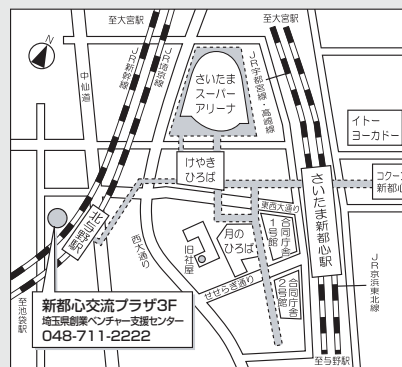 至大宮駅
至大宮駅
N
JR新幹線
JR埼京線
中仙道
さいたま
スーパー
アリーナ
JR宇都宮線・高崎線
イトー
ヨーカドー
けやき
ひろば
さいたま新都心駅
コクーン
新都心
東西大通り
北与野駅
西大通り
旧社屋
月の
ひろば
合同庁舎
1号館
せせらぎ通り
合同庁舎
2号館
JR京浜東北線
至池袋駅
新都心交流プラザ3F
埼玉県創業ベンチャー支援センター
048-711-2222
至与野駅